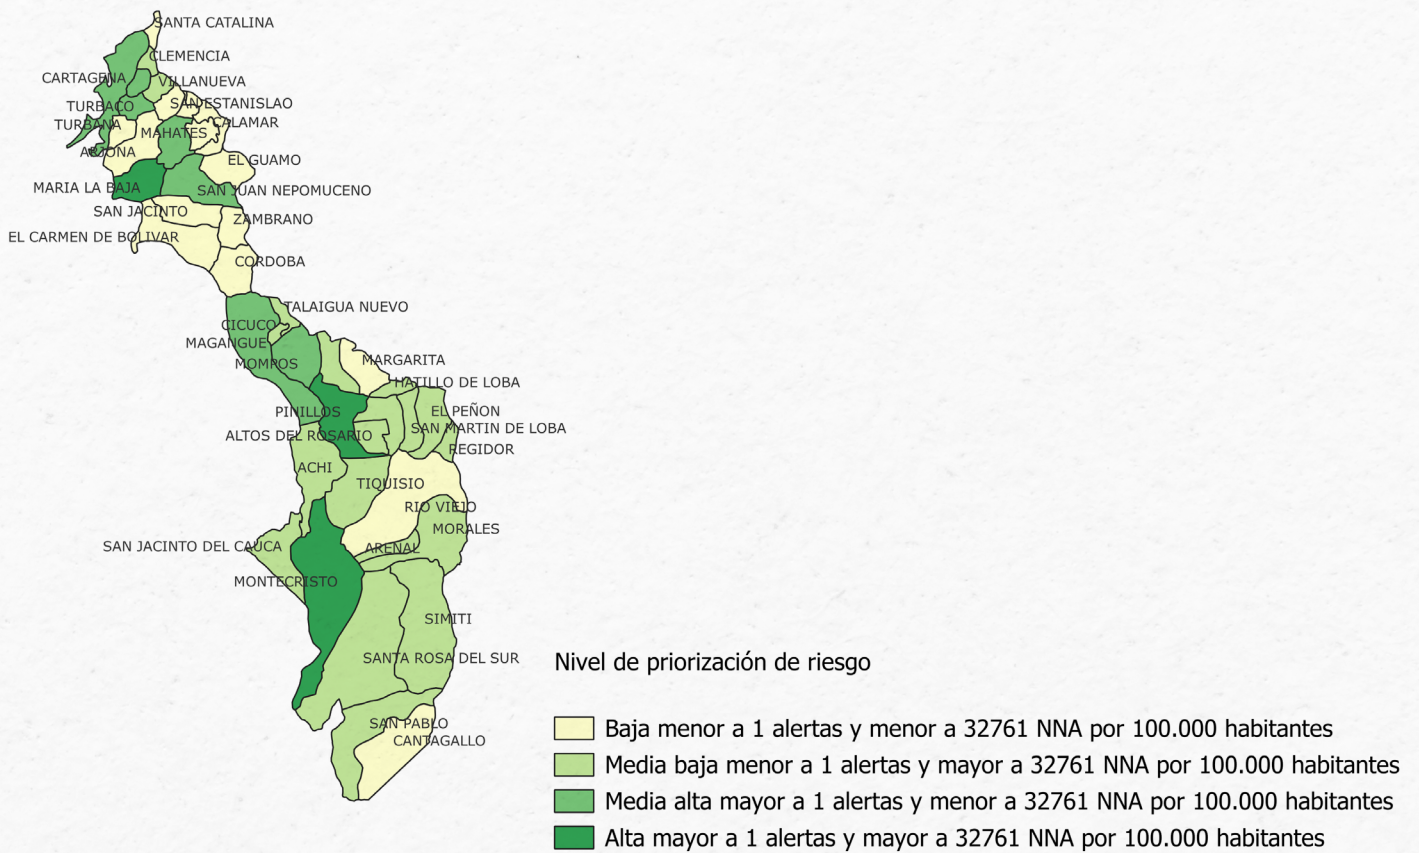 SANTA CATALINA
CLEMENCIA
CARTAGENA
VILLANUEVA
SAN ESTANISLAO
TURBACO
CALAMAR
TURBANA
MAHATES
ARJONA
EL GUAMO
MARIA LA BAJA
SAN JUAN NEPOMUCENO
SAN JACINTO
ZAMBRANO
EL CARMEN DE BOLIVAR
CORDOBA
TALAIGUA NUEVO
CICUCO
MAGANGUE
MARGARITA
MOMPOS
HATILLO DE LOBA
PINILLOS
EL PEÑON
SAN MARTIN DE LOBA
ALTOS DEL ROSARIO
REGIDOR
ACHI
TIQUISIO
RIO VIEJO
MORALES
SAN JACINTO DEL CAUCA
ARENAL
MONTECRISTO
SIMITI
SANTA ROSA DEL SUR
SAN PABLO
CANTAGALLO
Nivel de priorización de riesgo
Baja menor a 1 alertas y menor a 32761 NNA por 100.000 habitantes
Media baja menor a 1 alertas y mayor a 32761 NNA por 100.000 habitantes
Media alta mayor a 1 alertas y menor a 32761 NNA por 100.000 habitantes
Alta mayor a 1 alertas y mayor a 32761 NNA por 100.000 habitantes